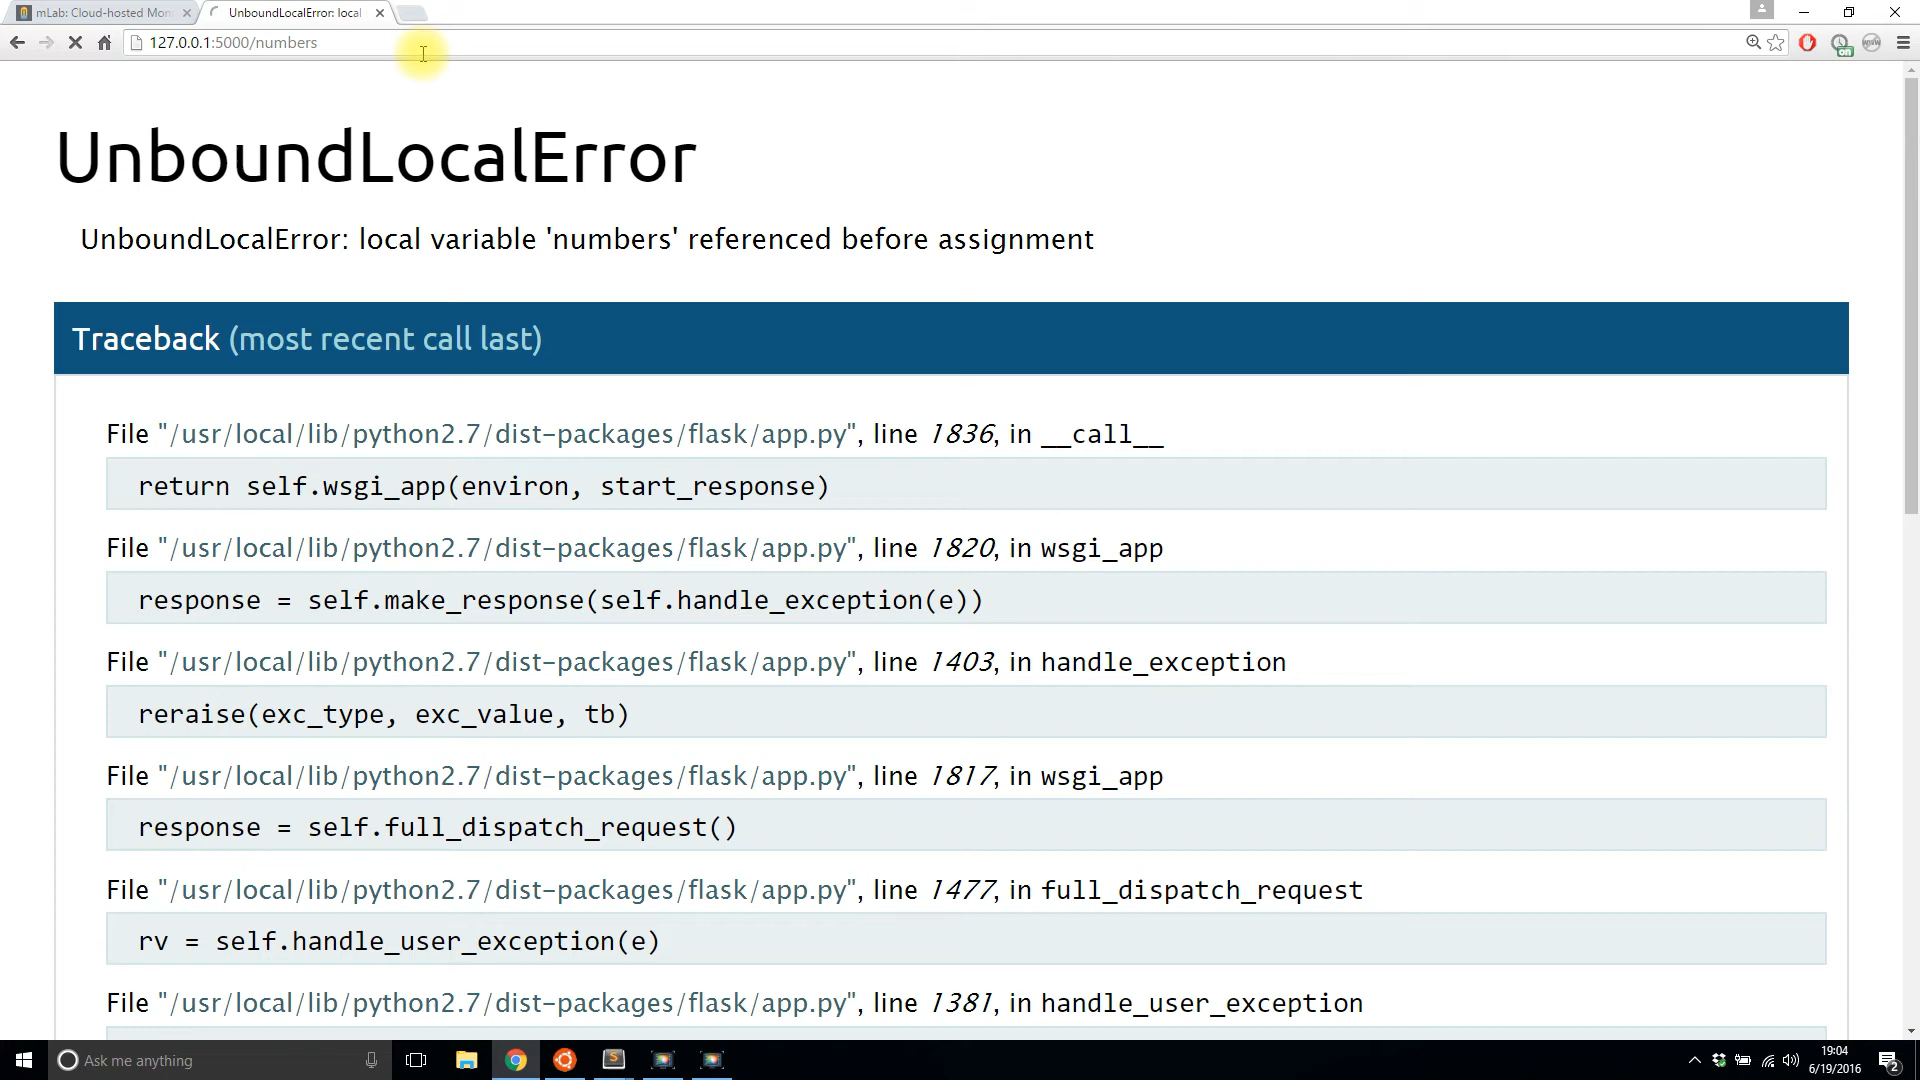 mLab: Cloud-hosted Mon
UnboundLocalError: local
127.0.0.1:5000/numbers
UnboundLocalError
UnboundLocalError: local variable 'numbers' referenced before assignment
Traceback (most recent call last)
File "/usr/local/lib/python2.7/dist-packages/flask/app.py", line 1836, in __call__
return self.wsgi_app(environ, start_response)
File "/usr/local/lib/python2.7/dist-packages/flask/app.py", line 1820, in wsgi_app
response = self.make_response(self.handle_exception(e))
File "/usr/local/lib/python2.7/dist-packages/flask/app.py", line 1403, in handle_exception
reraise(exc_type, exc_value, tb)
File "/usr/local/lib/python2.7/dist-packages/flask/app.py", line 1817, in wsgi_app
response = self.full_dispatch_request()
File "/usr/local/lib/python2.7/dist-packages/flask/app.py", line 1477, in full_dispatch_request
rv = self.handle_user_exception(e)
File "/usr/local/lib/python2.7/dist-packages/flask/app.py", line 1381, in handle_user_exception
on
Ask me anything
S
19:04
6/19/2016
2